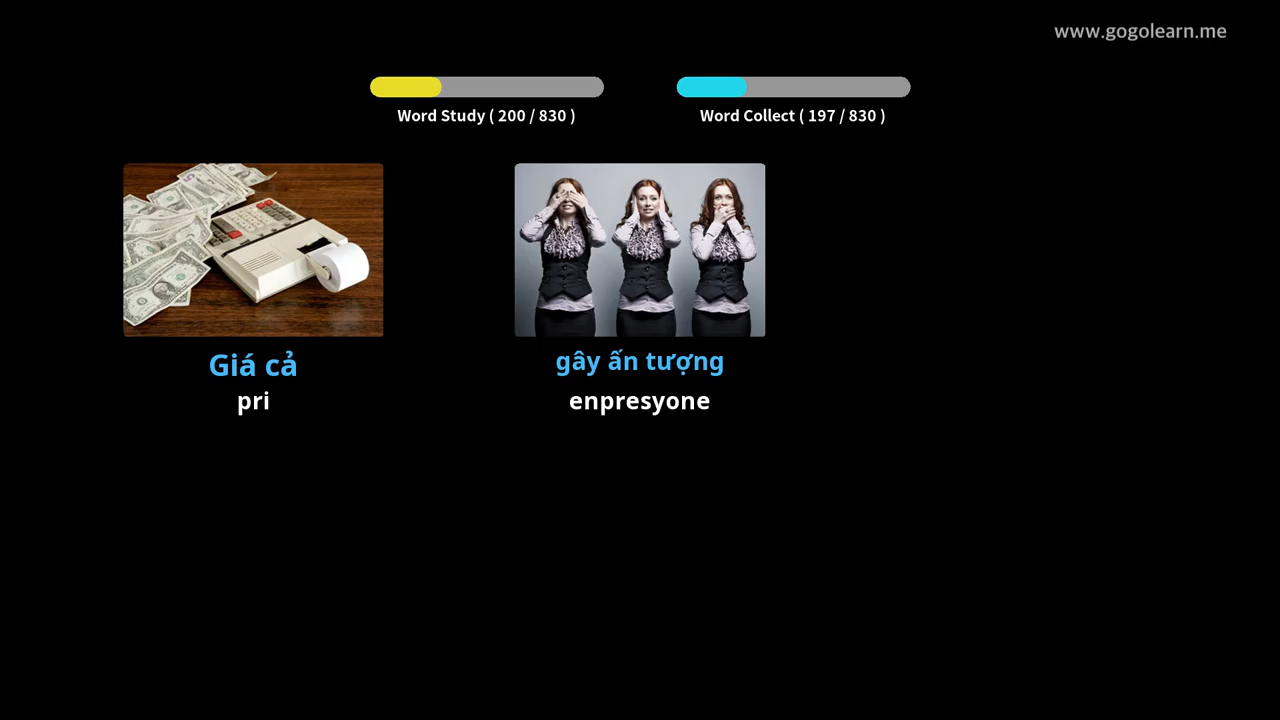 www.gogolearn.me
Word Study ( 200 / 830 )
Word Collect ( 197 / 830 )
Giá cả
pri
gây ấn tượng
enpresyone